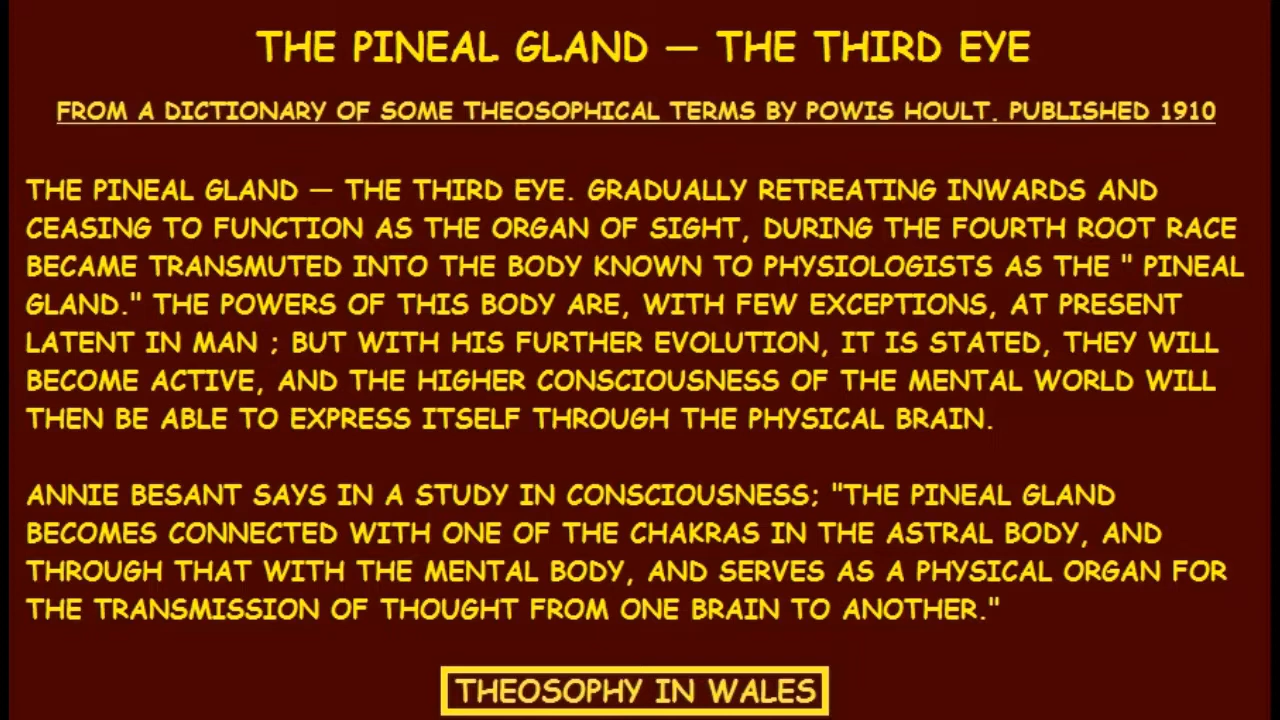 THE PINEAL GLAND — THE THIRD EYE
FROM A DICTIONARY OF SOME THEOSOPHICAL TERMS BY POWIS HOULT. PUBLISHED 1910
THE PINEAL GLAND — THE THIRD EYE. GRADUALLY RETREATING INWARDS AND
CEASING TO FUNCTION AS THE ORGAN OF SIGHT, DURING THE FOURTH ROOT RACE
BECAME TRANSMUTED INTO THE BODY KNOWN TO PHYSIOLOGISTS AS THE " PINEAL
GLAND." THE POWERS OF THIS BODY ARE, WITH FEW EXCEPTIONS, AT PRESENT
LATENT IN MAN ; BUT WITH HIS FURTHER EVOLUTION, IT IS STATED, THEY WILL
BECOME ACTIVE, AND THE HIGHER CONSCIOUSNESS OF THE MENTAL WORLD WILL
THEN BE ABLE TO EXPRESS ITSELF THROUGH THE PHYSICAL BRAIN.
ANNIE BESANT SAYS IN A STUDY IN CONSCIOUSNESS; "THE PINEAL GLAND
BECOMES CONNECTED WITH ONE OF THE CHAKRAS IN THE ASTRAL BODY, AND
THROUGH THAT WITH THE MENTAL BODY, AND SERVES AS A PHYSICAL ORGAN FOR
THE TRANSMISSION OF THOUGHT FROM ONE BRAIN TO ANOTHER."
THEOSOPHY IN WALES